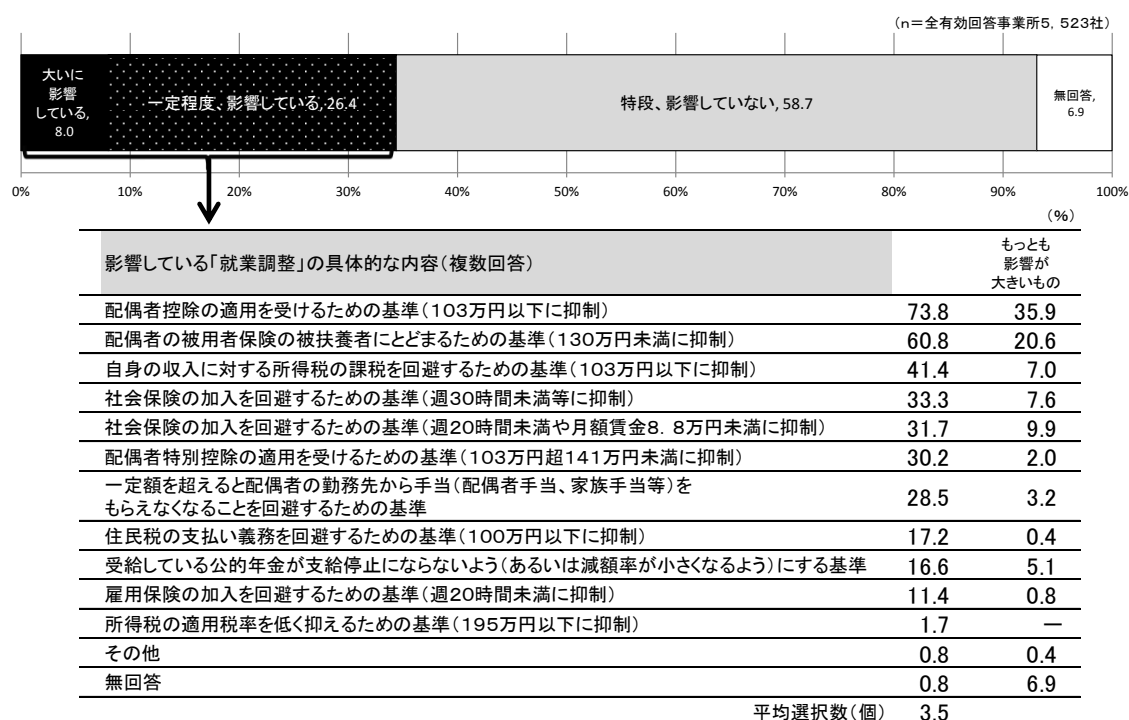 (n=全有効回答事業所5,523社)
大いに
影響
している,
8.0
一定程度、影響している, 26.4
特段、影響していない, 58.7
無回答,
6.9
0% 10% 20% 30% 40% 50% 60% 70% 80% 90% 100%
(%)
影響している「就業調整」の具体的な内容(複数回答)
もっとも
影響が
大きいもの
配偶者控除の適用を受けるための基準(103万円以下に抑制) 73.8 35.9
配偶者の被用者保険の被扶養者にとどまるための基準(130万円未満に抑制) 60.8 20.6
自身の収入に対する所得税の課税を回避するための基準(103万円以下に抑制) 41.4 7.0
社会保険の加入を回避するための基準(週30時間未満等に抑制) 33.3 7.6
社会保険の加入を回避するための基準(週20時間未満や月額賃金8.8万円未満に抑制) 31.7 9.9
配偶者特別控除の適用を受けるための基準(103万円超141万円未満に抑制) 30.2 2.0
一定額を超えると配偶者の勤務先から手当(配偶者手当、家族手当等)を
もらえなくなることを回避するための基準 28.5 3.2
住民税の支払い義務を回避するための基準(100万円以下に抑制) 17.2 0.4
受給している公的年金が支給停止にならないよう(あるいは減額率が小さくなるよう)にする基準 16.6 5.1
雇用保険の加入を回避するための基準(週20時間未満に抑制) 11.4 0.8
所得税の適用税率を低く抑えるための基準(195万円以下に抑制) 1.7 ―
その他 0.8 0.4
無回答 0.8 6.9
平均選択数(個) 3.5